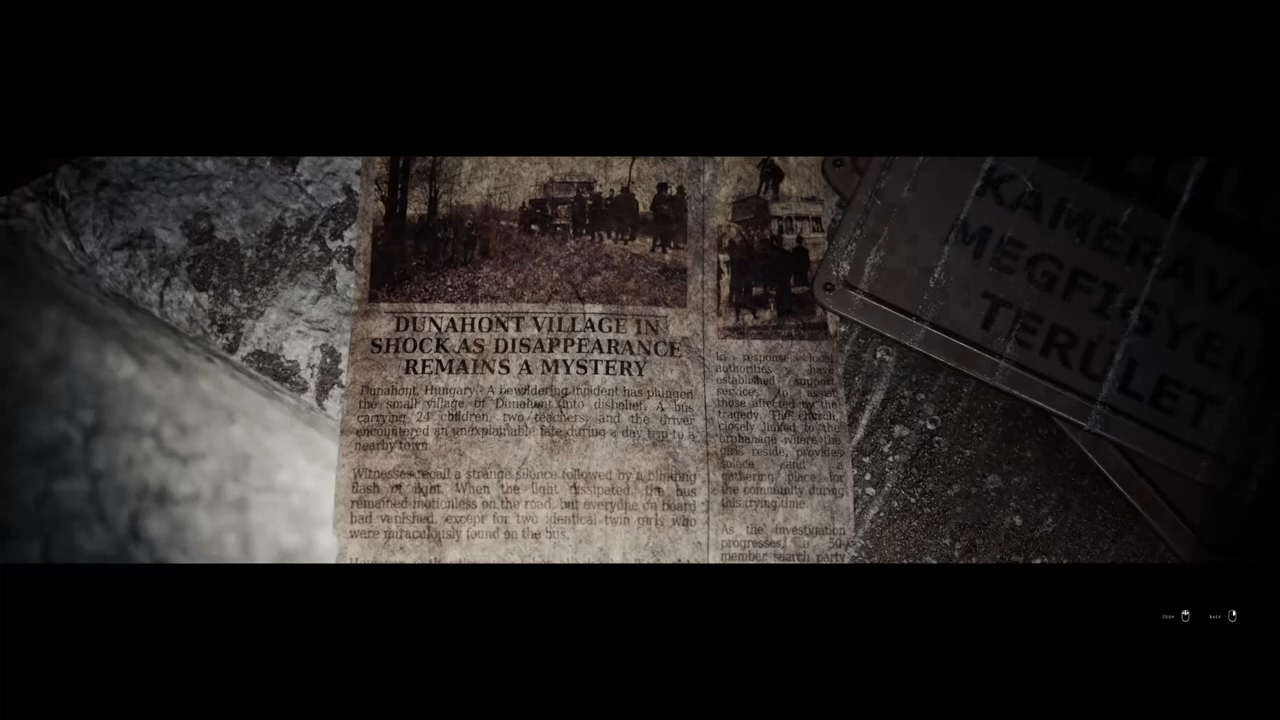 DUNAHONT VILLAGE IN
SHOCK AS DISAPPEARANCE
REMAINS A MYSTERY
Dunahont, Hungary - A bewildering incident has plungen
the small village of Dunahont into disbelief. A bus
carrying 24 children, two teachers, and the driver
encountered an unexplainable fate during a day trip to a
nearby town.
Witnesses recall a strange silence followed by a blinding
flash of light. When the light dissipated, the bus
remained motionless on the road, but everyone on board
had vanished, except for two identical twin girls who
were miraculously found on the bus.
In response, local
authorities have
established support
services to assist
those affected by the
tragedy. The church,
closely linked to the
orphanage where the
girls reside, provides
solace and a
gathering place for
the community during
this trying time.
As the investigation
progresses, a 50-
member search party
KAMERAVA
MEGFIGYEL
TERÜLET
ZOOM
BACK